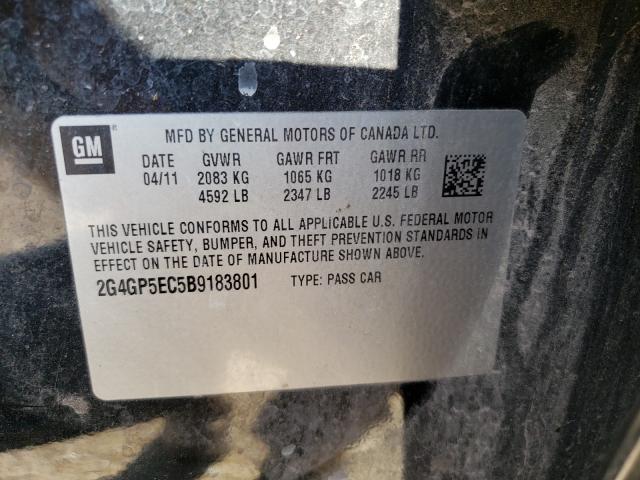 GM
MFD BY GENERAL MOTORS OF CANADA LTD.
DATE GVWR GAWR FRT GAWR RR
04/11 2083 KG 1065 KG 1018 KG
4592 LB 2347 LB 2245 LB
THIS VEHICLE CONFORMS TO ALL APPLICABLE U.S. FEDERAL MOTOR
VEHICLE SAFETY, BUMPER, AND THEFT PREVENTION STANDARDS IN
EFFECT ON THE DATE OF MANUFACTURE SHOWN ABOVE.
2G4GP5EC5B9183801 TYPE: PASS CAR